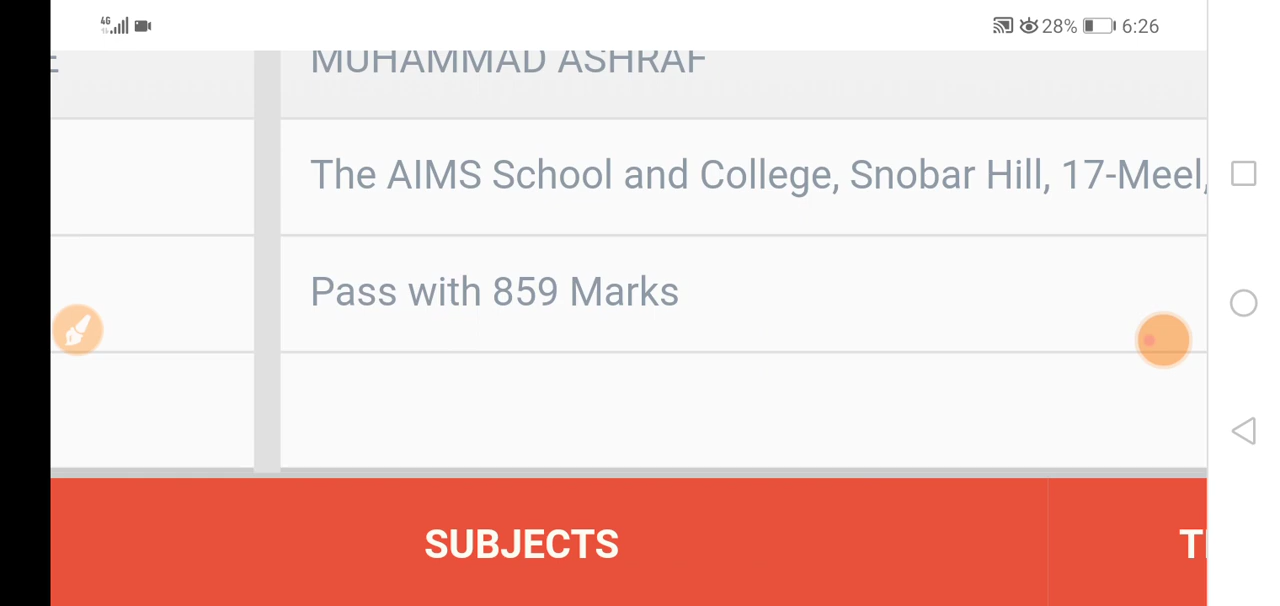 4G 28% 6:26
MUHAMMAD ASHRAF
The AIMS School and College, Snobar Hill, 17-Meel,
Pass with 859 Marks
SUBJECTS